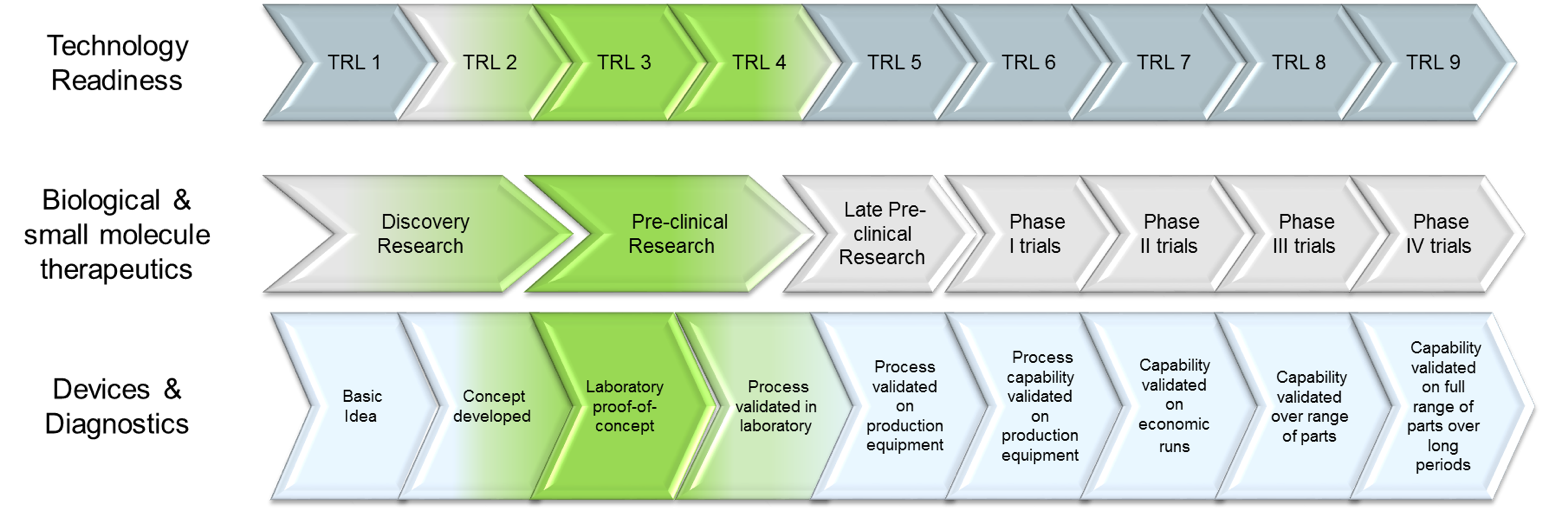 Technology
Readiness
TRL 1
TRL 2
TRL 3
TRL 4
TRL 5
TRL 6
TRL 7
TRL 8
TRL 9
Biological &
small molecule
therapeutics
Discovery
Research
Pre-clinical
Research
Late Pre-
clinical
Research
Phase
I trials
Phase
II trials
Phase
III trials
Phase
IV trials
Devices &
Diagnostics
Basic
Idea
Concept
developed
Laboratory
proof-of-
concept
Process
validated in
laboratory
Process
validated
on
production
equipment
Process
capability
validated
on
production
equipment
Capability
validated
on
economic
runs
Capability
validated
over range
of parts
Capability
validated
on full
range of
parts over
long
periods